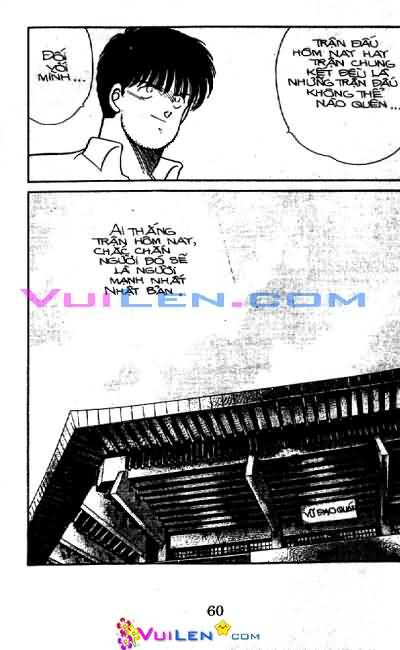 TRẬN ĐẤU
HÔM NAY HAY
TRẬN CHUNG
KẾT ĐỀU LÀ
NHỮNG TRẬN ĐẤU
KHÔNG THỂ
NÀO QUÊN...
ĐỐI
VỚI
MÌNH...
AI THẮNG
TRẬN HÔM NAY,
CHẮC CHẮN
NGƯỜI ĐÓ SẼ
LÀ NGƯỜI
MẠNH NHẤT
NHẬT BẢN.
VUILEN.COM
VÕ ĐẠO QUÁN
60
VUILEN.COM